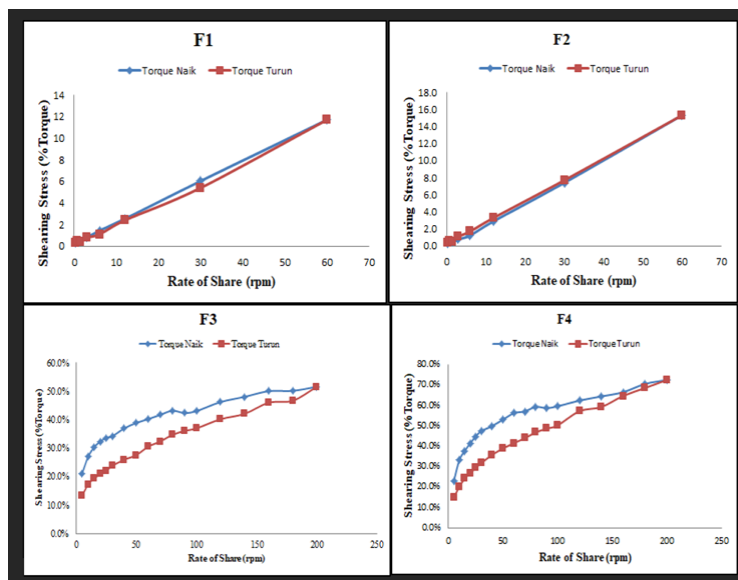 F1
Torque Naik Torque Turun
Shearing Stress (%Torque)
14
12
10
8
6
4
2
0
0 10 20 30 40 50 60 70
Rate of Share (rpm)
F2
Torque Naik Torque Turun
Shearing Stress (%Torque)
18.0
16.0
14.0
12.0
10.0
8.0
6.0
4.0
2.0
0.0
0 10 20 30 40 50 60 70
Rate of Share (rpm)
F3
Torque Naik Torque Turun
Shearing Stress (%Torque)
60.0%
50.0%
40.0%
30.0%
20.0%
10.0%
0.0%
0 50 100 150 200 250
Rate of Share (rpm)
F4
Torque Naik Torque Turun
Shearing Stress (%Torque)
80.0%
70.0%
60.0%
50.0%
40.0%
30.0%
20.0%
10.0%
0.0%
0 50 100 150 200 250
Rate of Share (rpm)